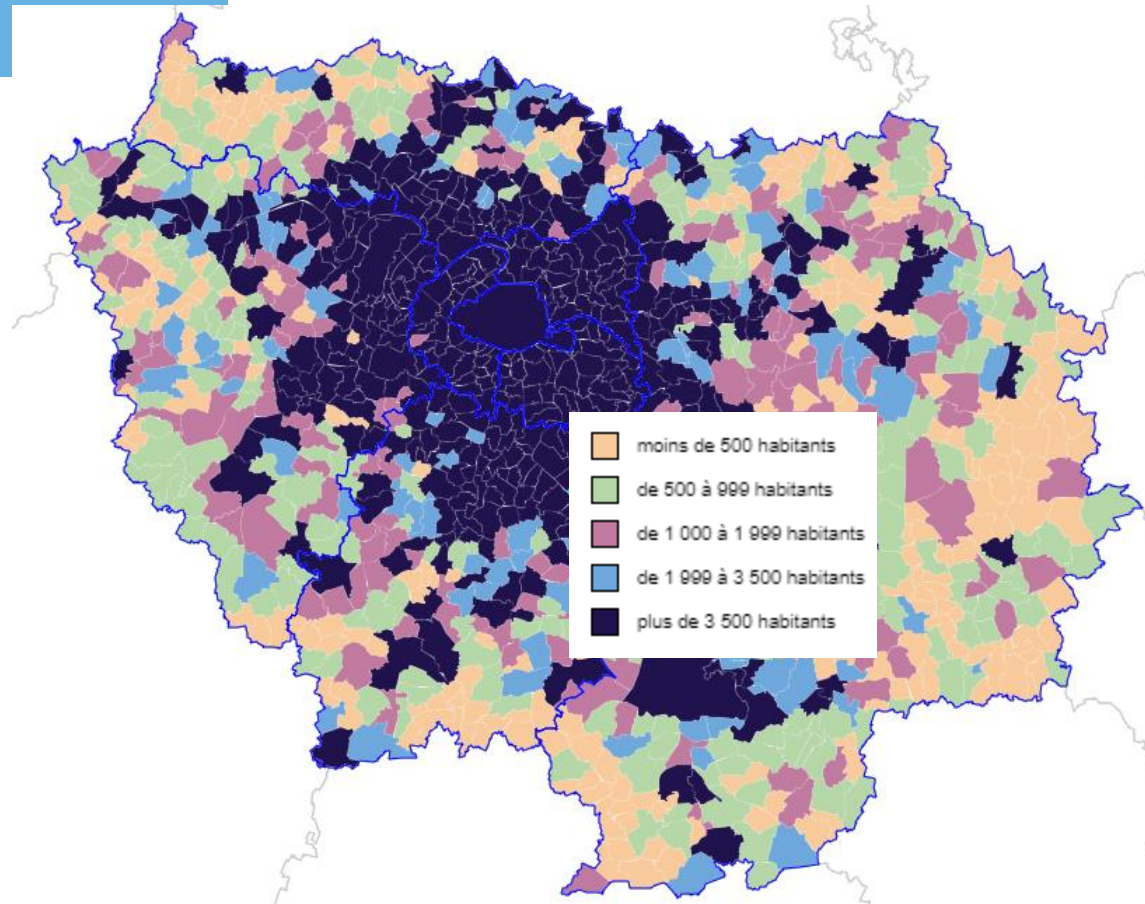 moins de 500 habitants
de 500 à 999 habitants
de 1 000 à 1 999 habitants
de 1 999 à 3 500 habitants
plus de 3 500 habitants